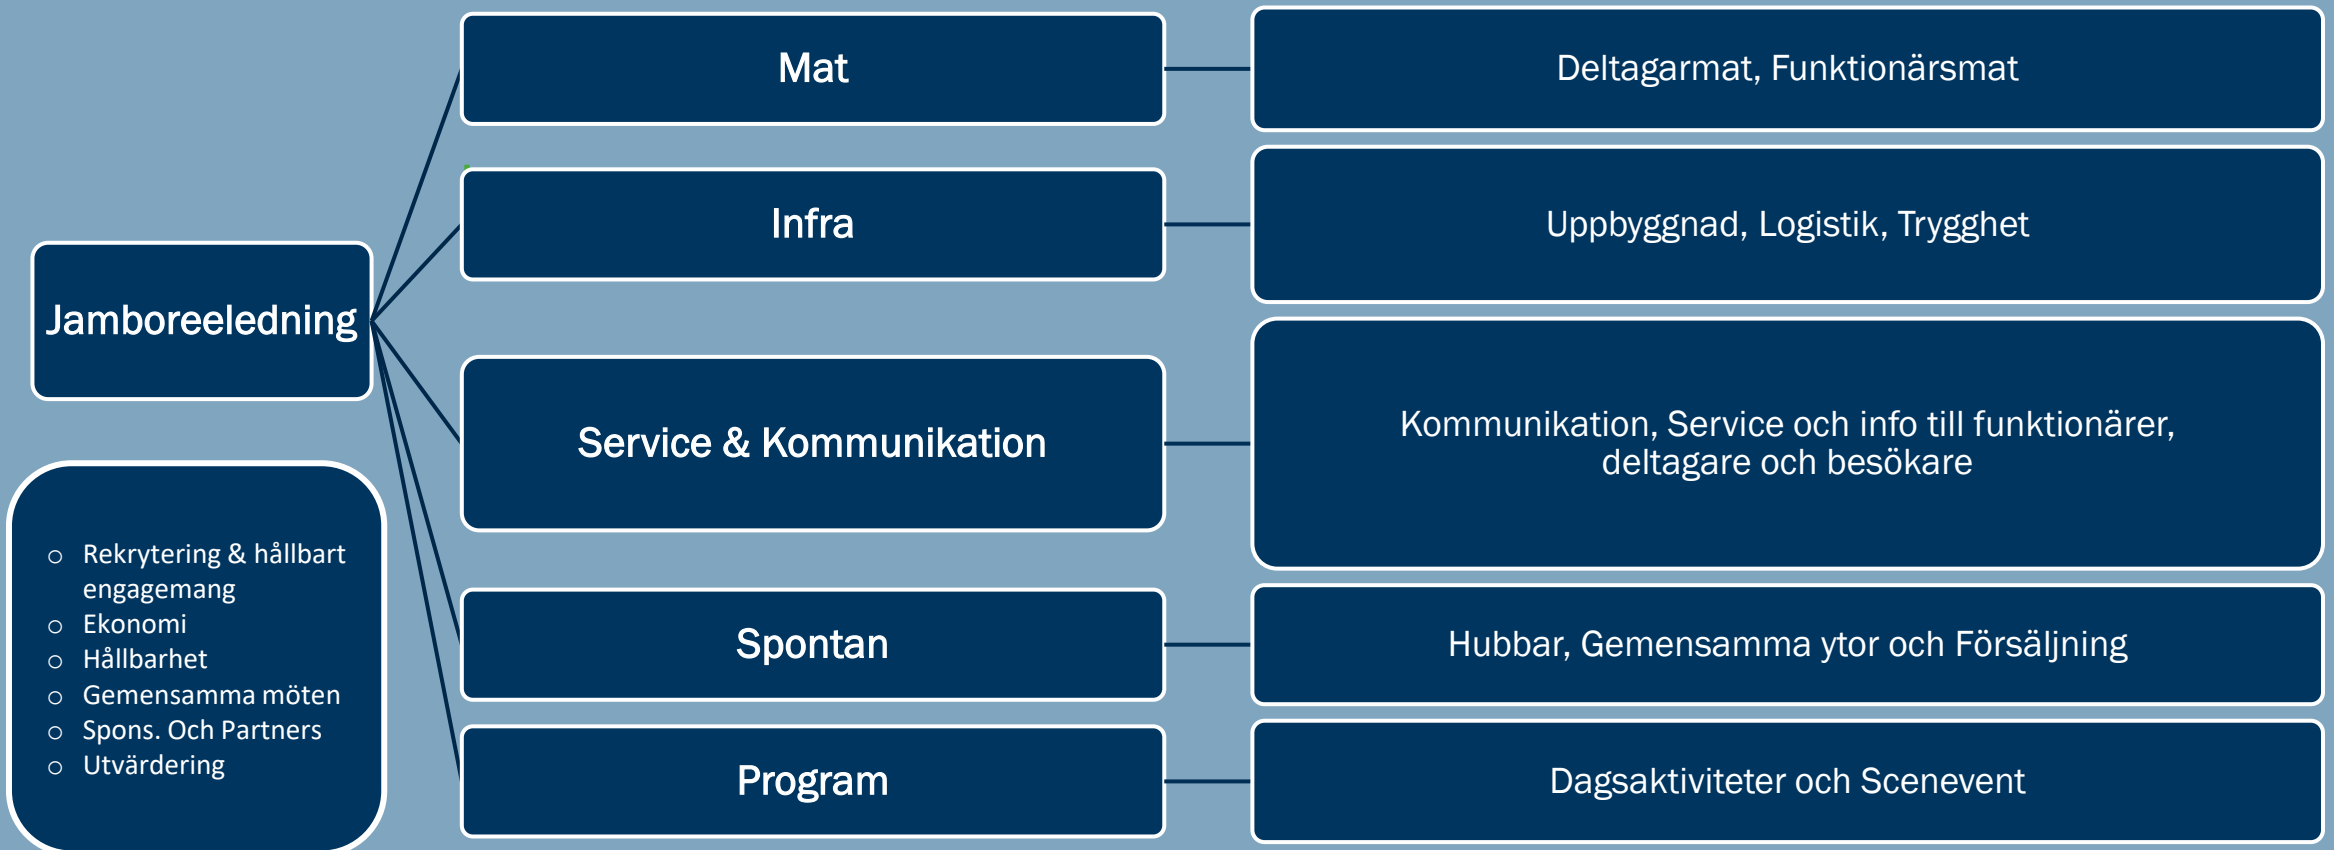 Jamboreeledning
○ Rekrytering & hållbart
engagemang
○ Ekonomi
○ Hållbarhet
○ Gemensamma möten
○ Spons. Och Partners
○ Utvärdering
Mat
Deltagarmat, Funktionärsmat
Infra
Uppbyggnad, Logistik, Trygghet
Service & Kommunikation
Kommunikation, Service och info till funktionärer,
deltagare och besökare
Spontan
Hubbar, Gemensamma ytor och Försäljning
Program
Dagsaktiviteter och Scenevent